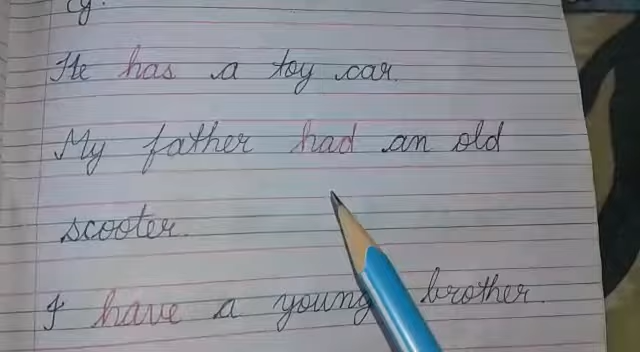 He has a toy car.
My father had an old
scooter.
I have a young brother.